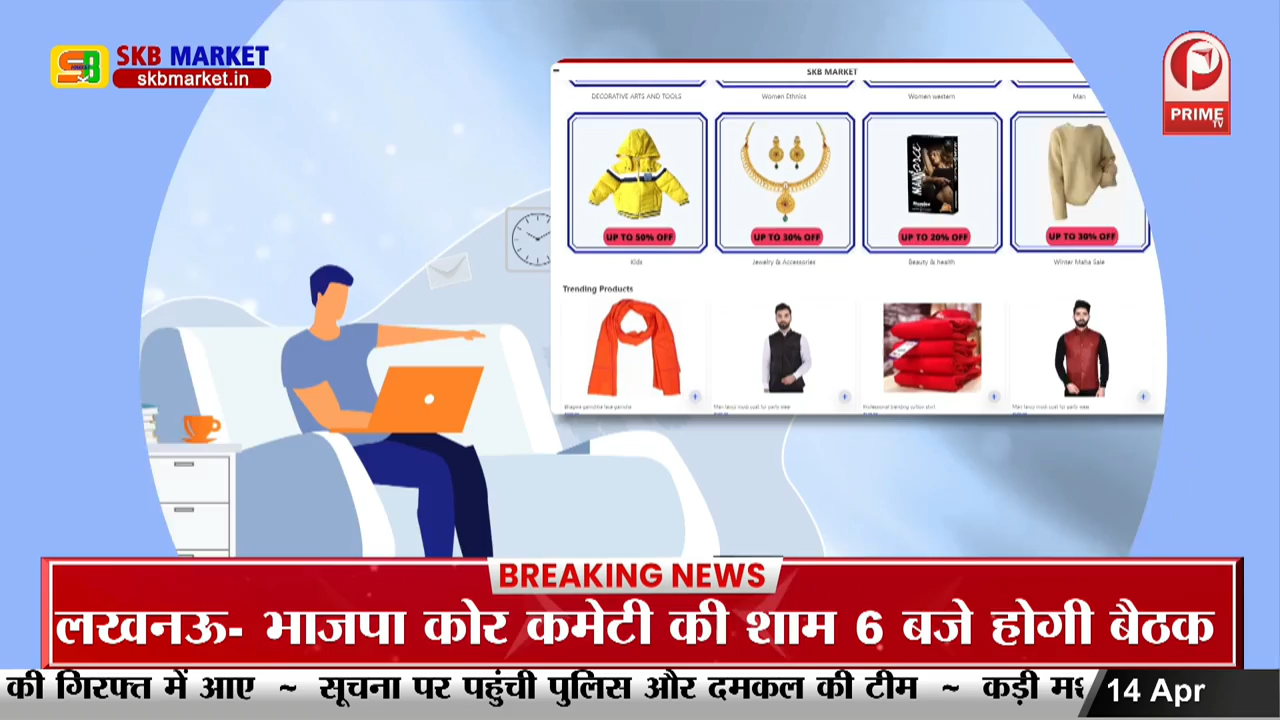 SKB MARKET
skbmarket.in
PRIME
TV
SKB MARKET
DECORATIVE ARTS AND TOOLS
Women Ethnics
Women western
Man
UP TO 50% OFF
UP TO 30% OFF
UP TO 20% OFF
UP TO 30% OFF
Kids
Jewelry & Accessories
Beauty & health
Winter Maha Sale
Trending Products
BREAKING NEWS
लखनऊ- भाजपा कोर कमेटी की शाम 6 बजे होगी बैठक
की गिरफ्त में आए ~ सूचना पर पहुंची पुलिस और दमकल की टीम ~ कड़ी
14 Apr